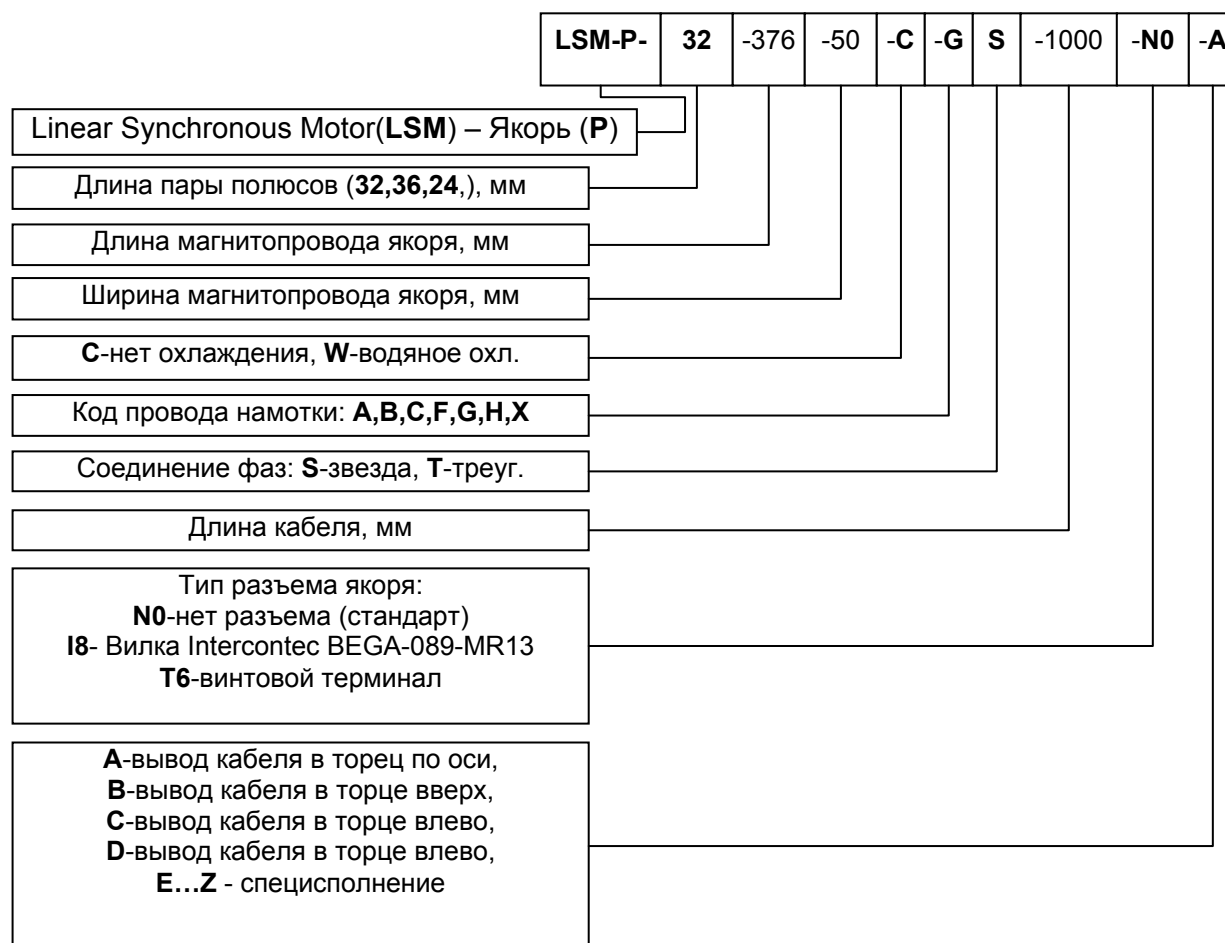 LSM-P- 32 -376 -50 -C -G S -1000 -N0 -A
Linear Synchronous Motor(LSM) – Якорь (P)
Длина пары полюсов (32,36,24,), мм
Длина магнитопровода якоря, мм
Ширина магнитопровода якоря, мм
C-нет охлаждения, W-водяное охл.
Код провода намотки: A,B,C,F,G,H,X
Соединение фаз: S-звезда, T-треуг.
Длина кабеля, мм
Тип разъема якоря:
N0-нет разъема (стандарт)
I8- Вилка Intercontec BEGA-089-MR13
T6-винтовой терминал
A-вывод кабеля в торец по оси,
B-вывод кабеля в торце вверх,
C-вывод кабеля в торце влево,
D-вывод кабеля в торце влево,
E...Z - специсполнение